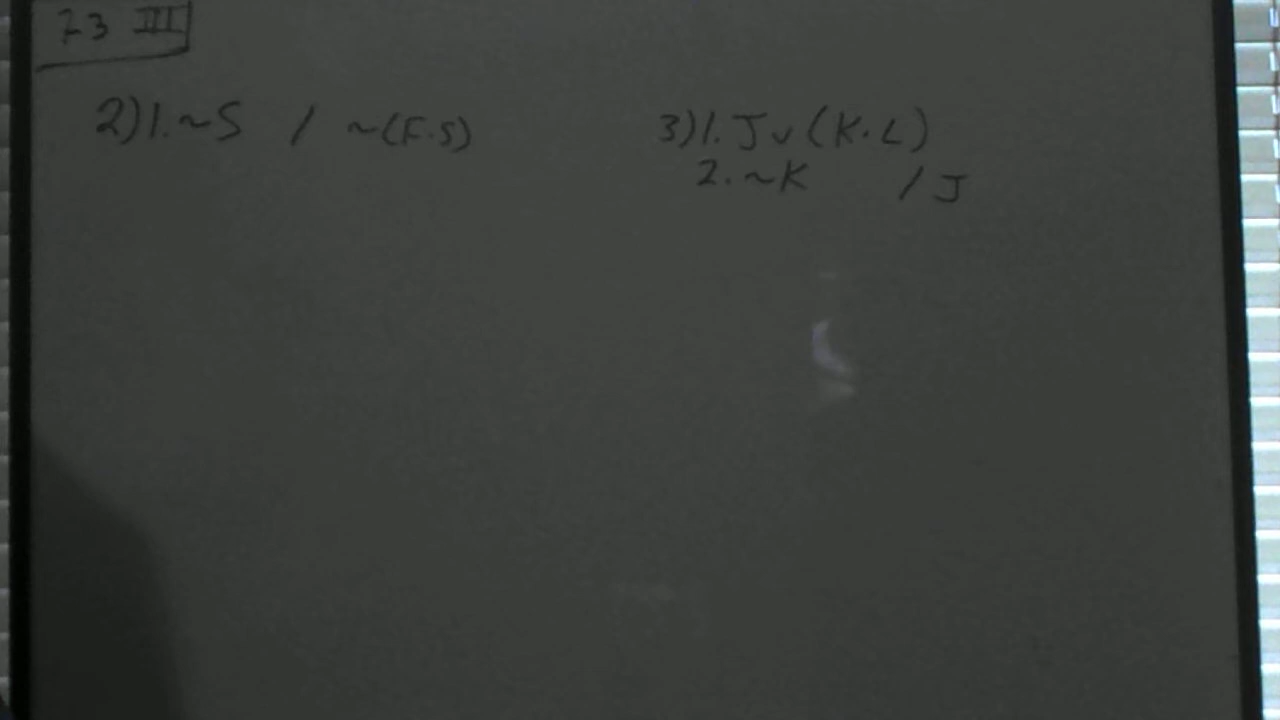 7.3 III
2) 1. ~S / ~(F·S)
3) 1. J v (K·L)
2. ~K / J